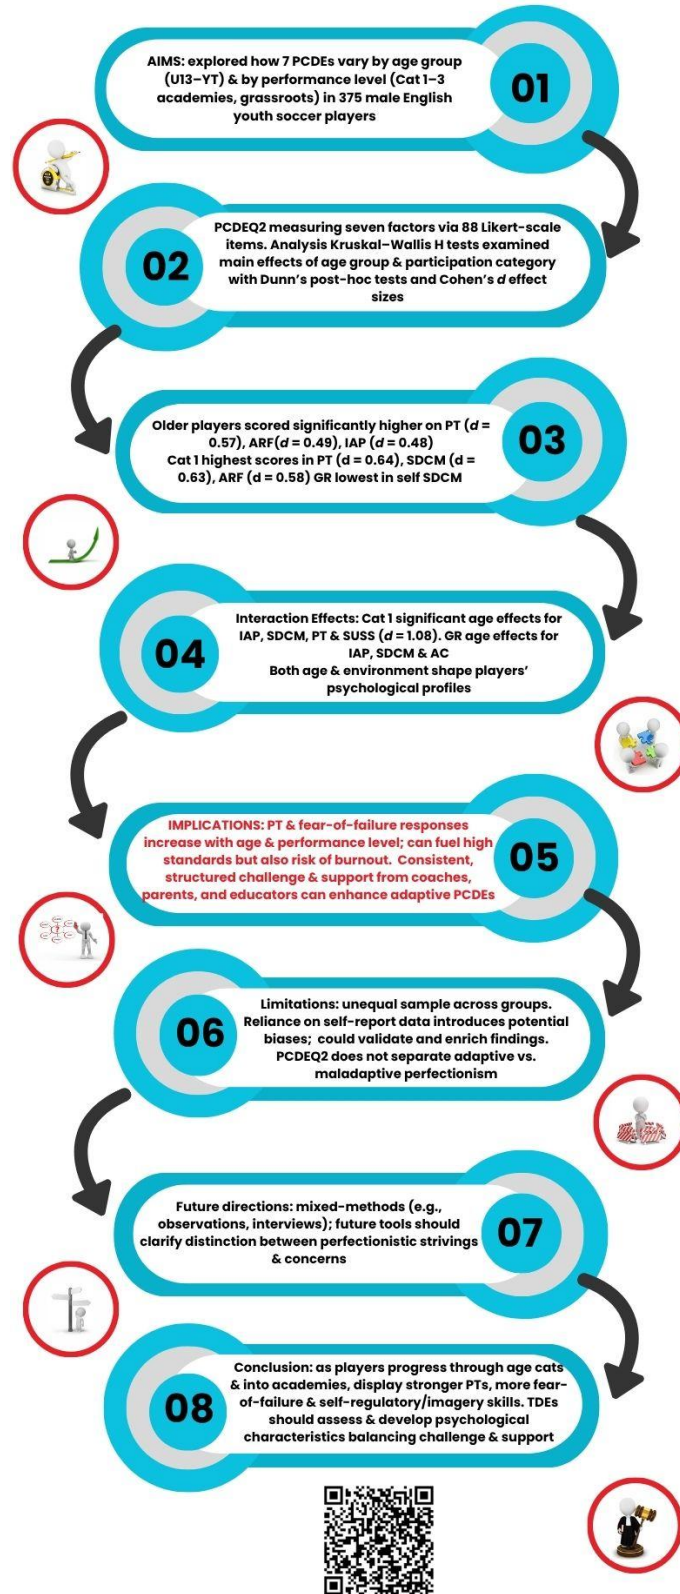 AIMS: explored how 7 PCDEs vary by age group
(U13–YT) & by performance level (Cat 1–3
academies, grassroots) in 375 male English
youth soccer players
01
PCDEQ2 measuring seven factors via 88 Likert-scale
items. Analysis Kruskal–Wallis H tests examined
main effects of age group & participation category
with Dunn’s post-hoc tests and Cohen’s d effect
sizes
02
Older players scored significantly higher on PT (d =
0.57), ARF(d = 0.49), IAP (d = 0.48)
Cat 1 highest scores in PT (d = 0.64), SDCM (d =
0.63), ARF (d = 0.58) GR lowest in self SDCM
03
Interaction Effects: Cat 1 significant age effects for
IAP, SDCM, PT & SUSS (d = 1.08). GR age effects for
IAP, SDCM & AC
Both age & environment shape players’
psychological profiles
04
IMPLICATIONS: PT & fear-of-failure responses
increase with age & performance level; can fuel high
standards but also risk of burnout. Consistent,
structured challenge & support from coaches,
parents, and educators can enhance adaptive PCDEs
05
Limitations: unequal sample across groups.
Reliance on self-report data introduces potential
biases; could validate and enrich findings.
PCDEQ2 does not separate adaptive vs.
maladaptive perfectionism
06
Future directions: mixed-methods (e.g.,
observations, interviews); future tools should
clarify distinction between perfectionistic strivings
& concerns
07
Conclusion: as players progress through age cats
& into academies, display stronger PTs, more fear-
of-failure & self-regulatory/imagery skills. TDEs
should assess & develop psychological
characteristics balancing challenge & support
08